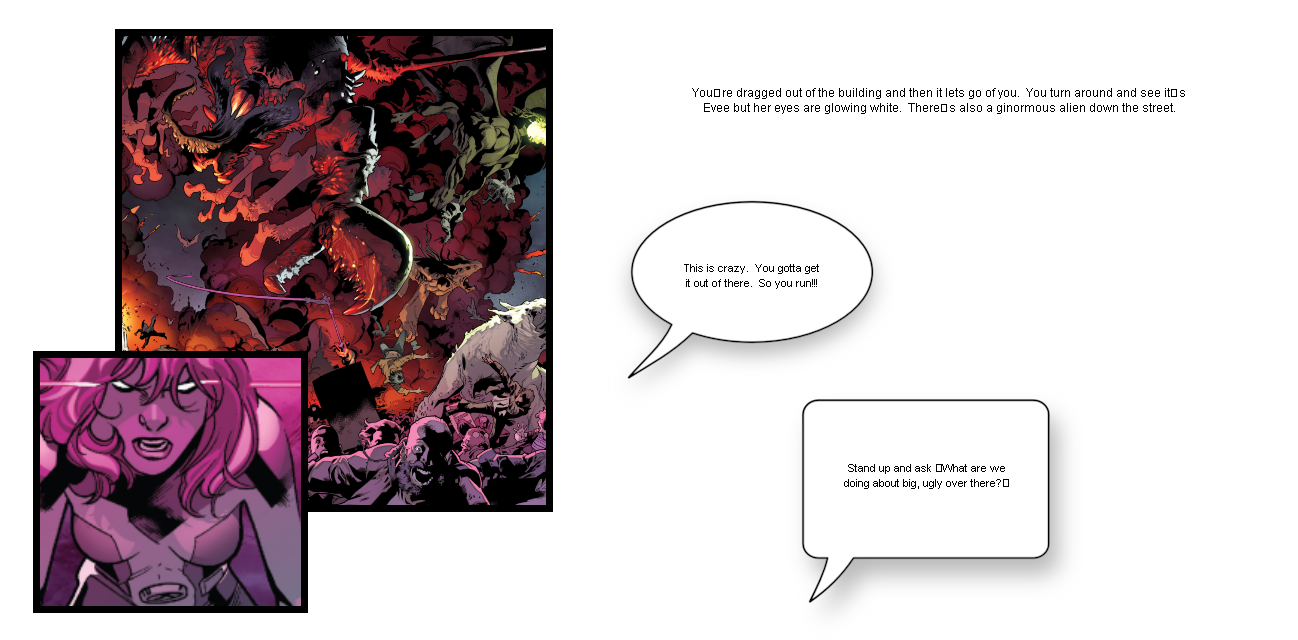 You□re dragged out of the building and then it lets go of you.  You turn around and see it□s
Evee but her eyes are glowing white.  There□s also a ginormous alien down the street.
This is crazy.  You gotta get
it out of there.  So you run!!!
Stand up and ask □What are we
doing about big, ugly over there?□